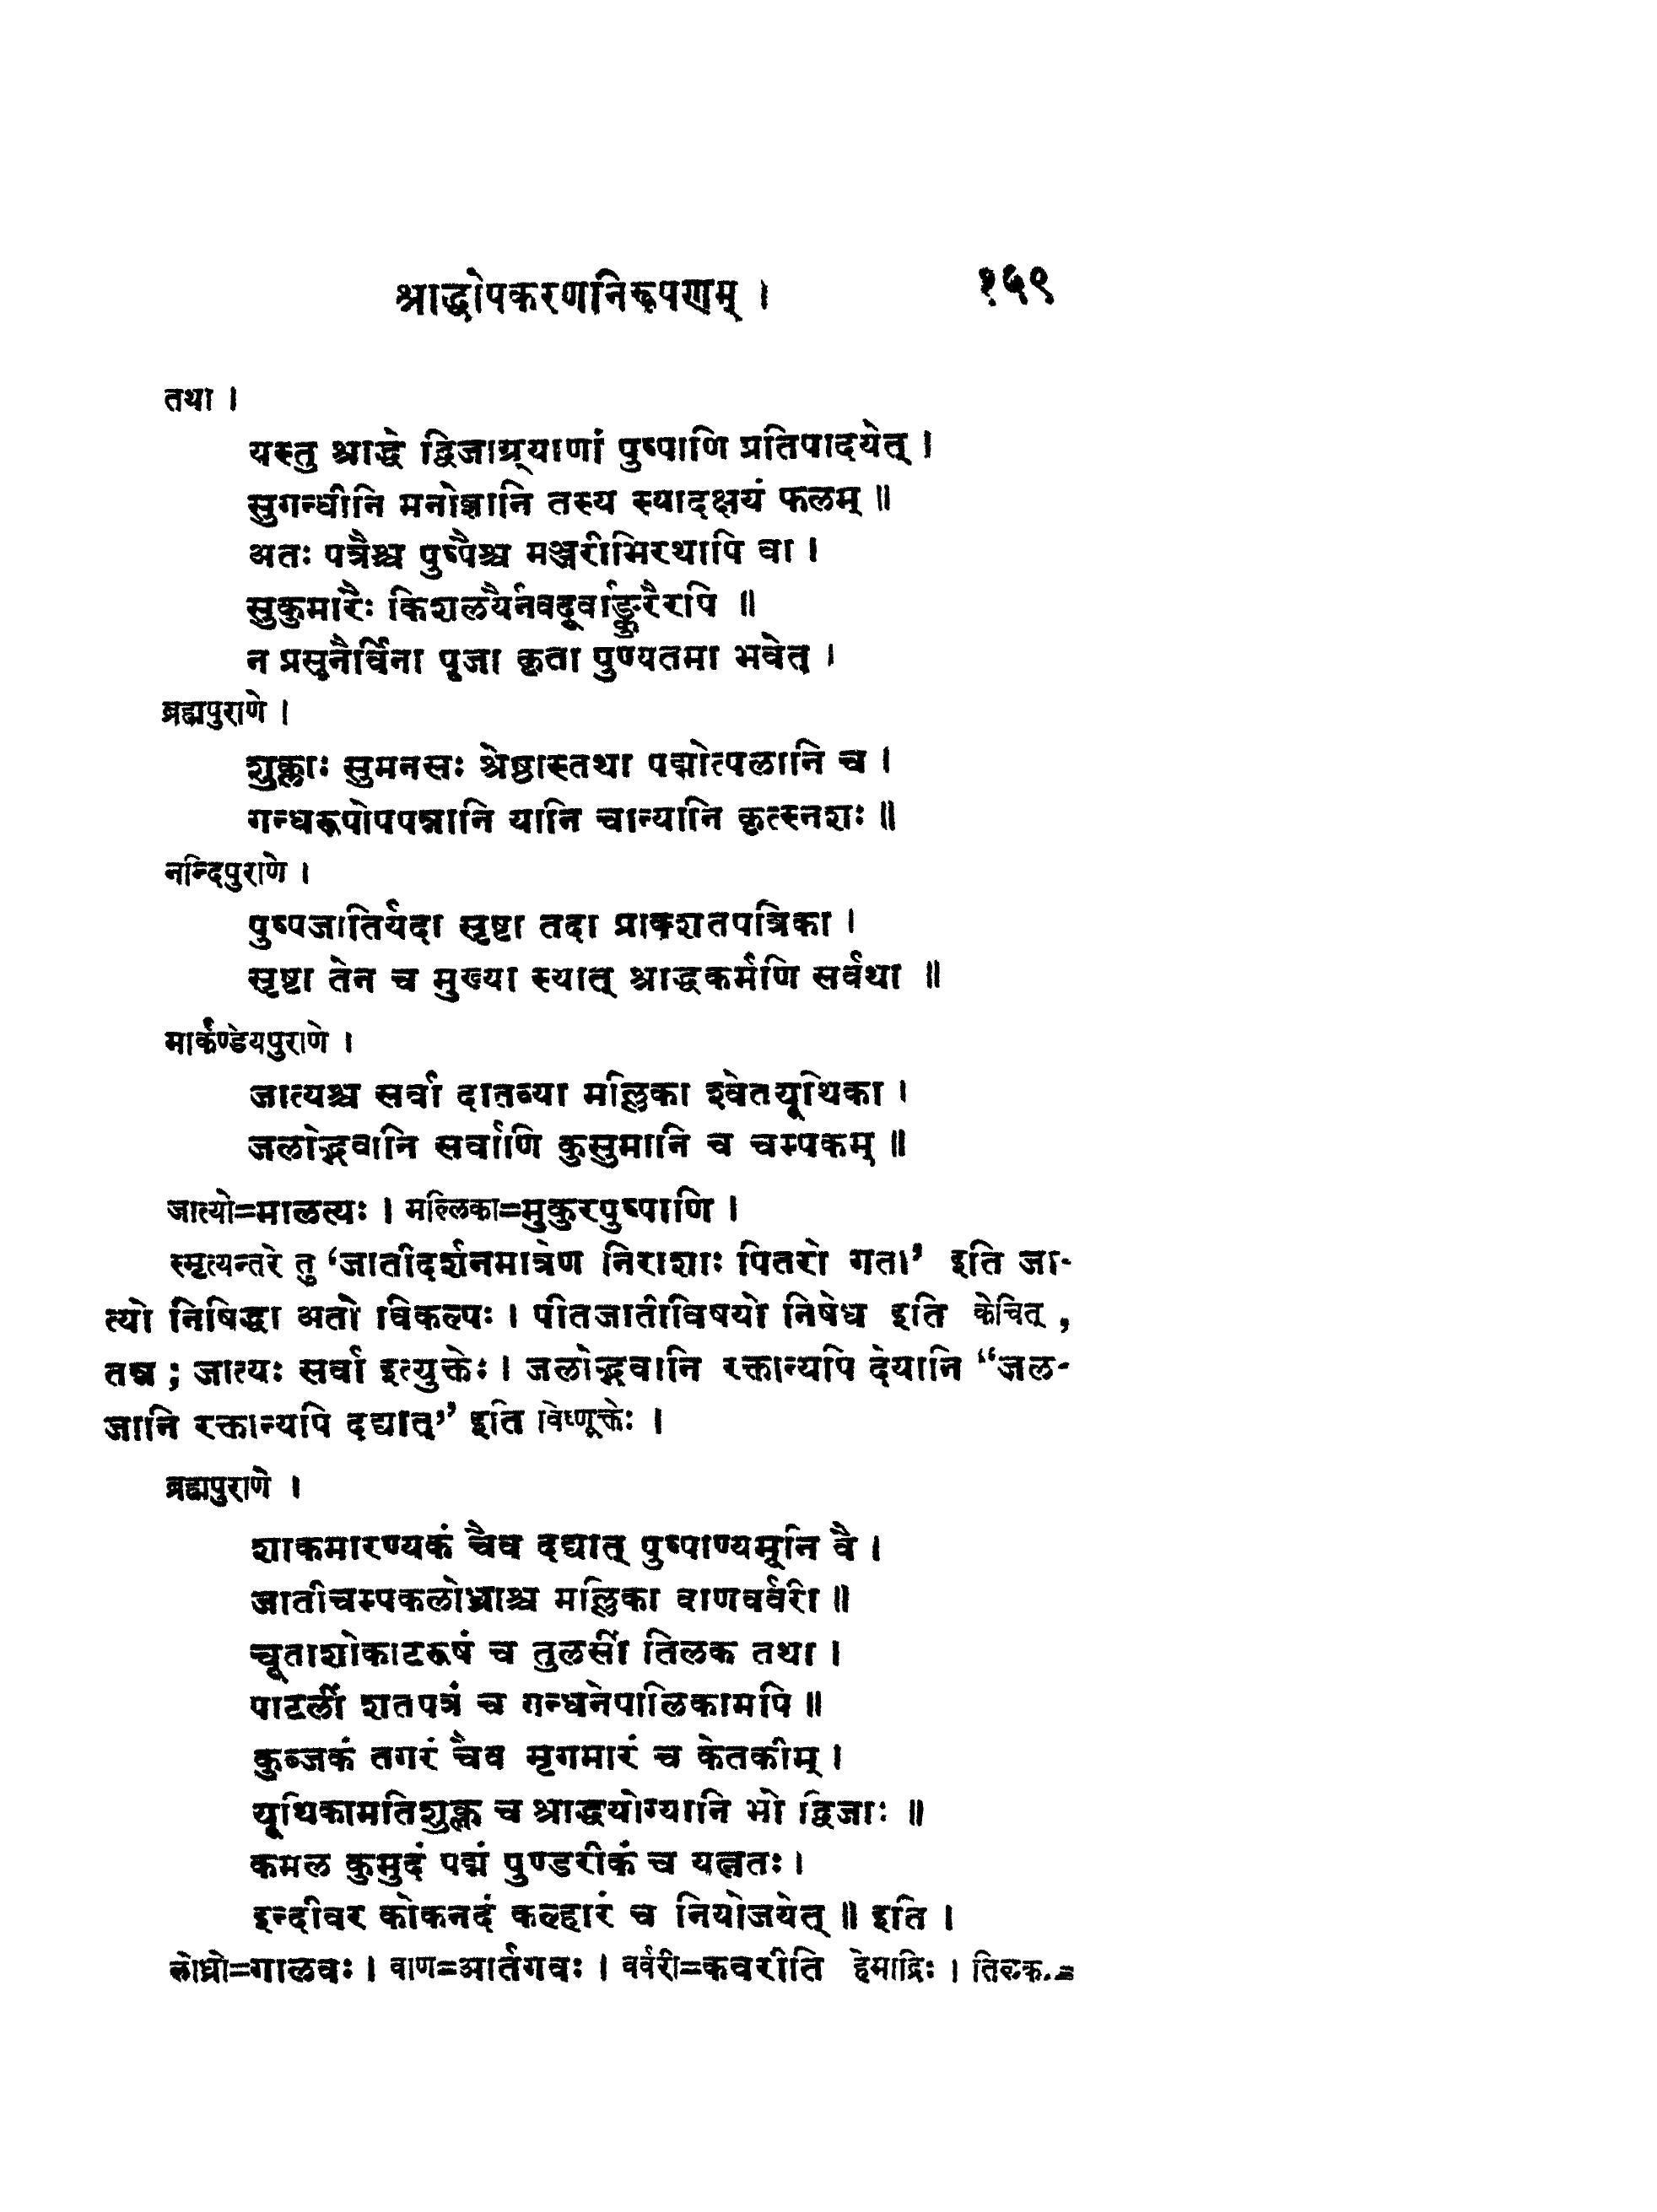 श्राद्धोपकरणनिरूपणम् । १५९
तथा ।
यस्तु श्राद्धे द्विजाग्र्याणां पुष्पाणि प्रतिपादयेत् ।
सुगन्धीनि मनोज्ञानि तस्य स्यादक्षयं फलम् ॥
अतः पत्रैश्च पुष्पैश्च मञ्जरीभिरथापि वा ।
सुकुमारैः किशलयैर्नवदूर्वाङ्कुरैरपि ॥
न प्रसूनैर्विना पूजा कृता पुण्यतमा भवेत् ।
ब्रह्मपुराणे ।
शुक्लाः सुमनसः श्रेष्ठास्तथा पद्मोत्पलानि च ।
गन्धरूपोपपन्नानि यानि चान्यानि कृत्स्नशः ॥
नन्दिपुराणे ।
पुष्पजातिर्यदा सृष्टा तदा प्राक्शतपत्रिका ।
सृष्टा तेन च मुख्या स्यात् श्राद्धकर्मणि सर्वथा ॥
मार्कण्डेयपुराणे ।
जात्यश्च सर्वा दातव्या मल्लिका श्वेतयूथिका ।
जलोद्भवानि सर्वाणि कुसुमानि च चम्पकम् ॥
जात्यो=मालत्यः । मल्लिका=मुकुरपुष्पाणि ।
स्मृत्यन्तरे तु ‘जातीदर्शनमात्रेण निराशाः पितरो गता’ इति जा-
त्यो निषिद्धा अतो विकल्पः । पीतजातीविषयो निषेध इति केचित् ,
तन्न ; जात्यः सर्वा इत्युक्तेः । जलोद्भवानि रक्तान्यपि देयानि “जल-
जानि रक्तान्यपि दद्यात्” इति विष्णूक्तेः ।
ब्रह्मपुराणे ।
शाकमारण्यकं चैव दद्यात् पुष्पाण्यमूनि वै ।
जातीचम्पकलोध्राश्च मल्लिका वाणवर्वरी ॥
चूताशोकाटरूषं च तुलसीं तिलक तथा ।
पाटलीं शतपत्रं च गन्धनेपालिकामपि ॥
कुब्जकं तगरं चैव मृगमारं च केतकीम् ।
यूथिकामतिशुक्ल च श्राद्धयोग्यानि भो द्विजाः ॥
कमल कुमुदं पद्मं पुण्डरीकं च यत्नतः ।
इन्दीवर कोकनदं कल्हारं च नियोजयेत् ॥ इति ।
लोध्रो=गालवः । वाण=आर्तगवः । वर्वरी=कवरीति हेमाद्रिः । तिलक.=